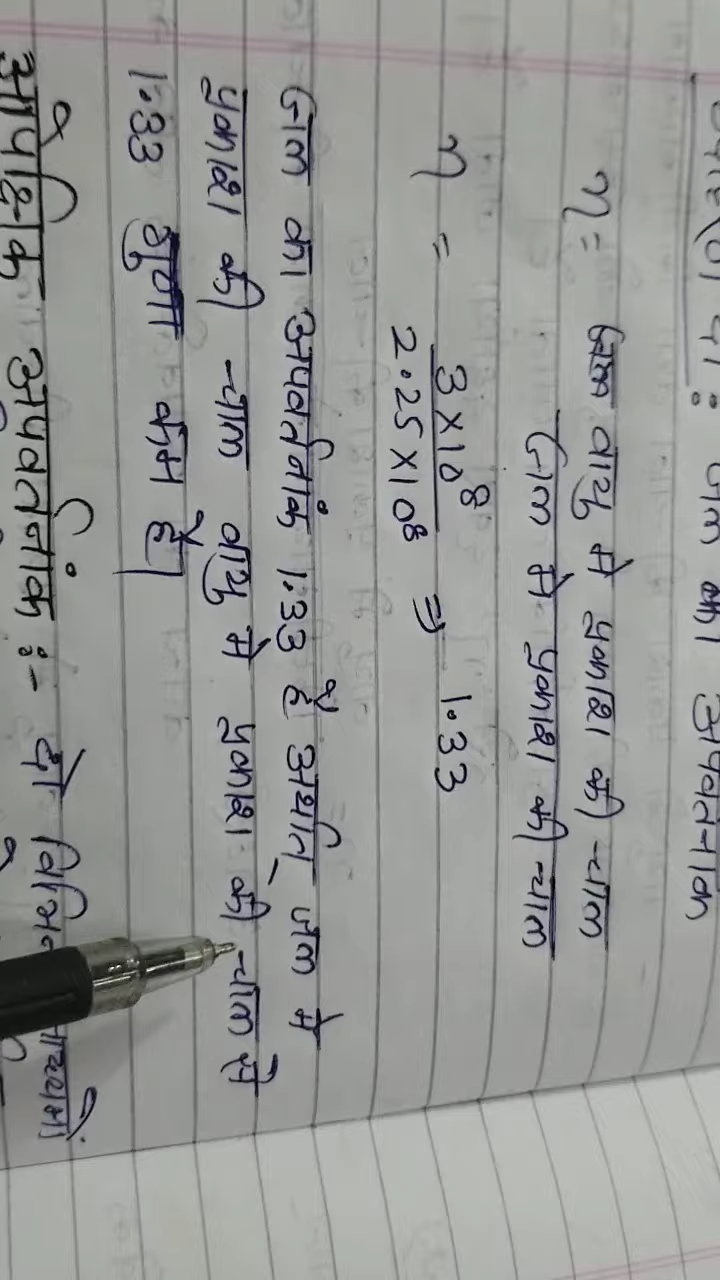 जल का अपवर्तनांक
η = वायु में प्रकाश की चाल
जल में प्रकाश की चाल
η = 3 × 10⁸ / 2.25 × 10⁸ ⇒ 1.33
जल का अपवर्तनांक 1.33 है अर्थात् जल में
प्रकाश की चाल वायु में प्रकाश की चाल से
1.33 गुणा कम है।
आपेक्षिक अपवर्तनांक :- दो